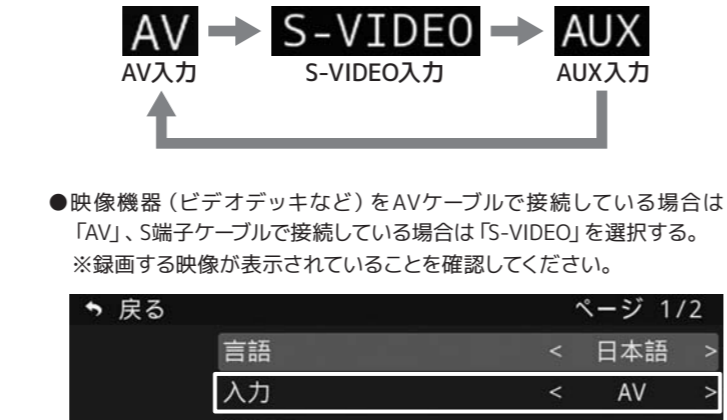 AV S-VIDEO AUX
AV入力 S-VIDEO入力 AUX入力
●映像機器（ビデオデッキなど）をAVケーブルで接続している場合は
「AV」、S端子ケーブルで接続している場合は「S-VIDEO」を選択する。
※録画する映像が表示されていることを確認してください。
戻る ページ 1/2
言語 < 日本語 >
入力 < AV >